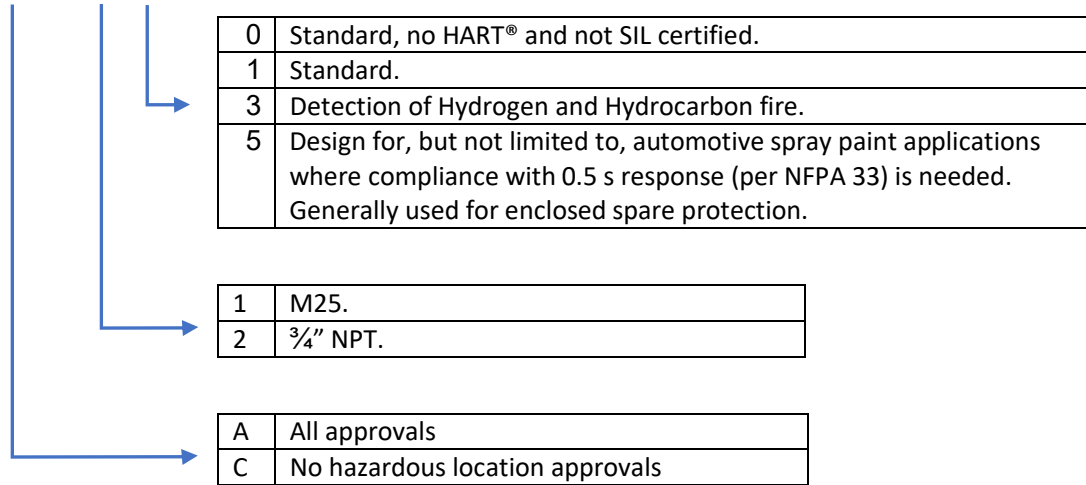 0 Standard, no HART® and not SIL certified.
1 Standard.
3 Detection of Hydrogen and Hydrocarbon fire.
5 Design for, but not limited to, automotive spray paint applications
where compliance with 0.5 s response (per NFPA 33) is needed.
Generally used for enclosed spare protection.
1 M25.
2 ¾” NPT.
A All approvals
C No hazardous location approvals